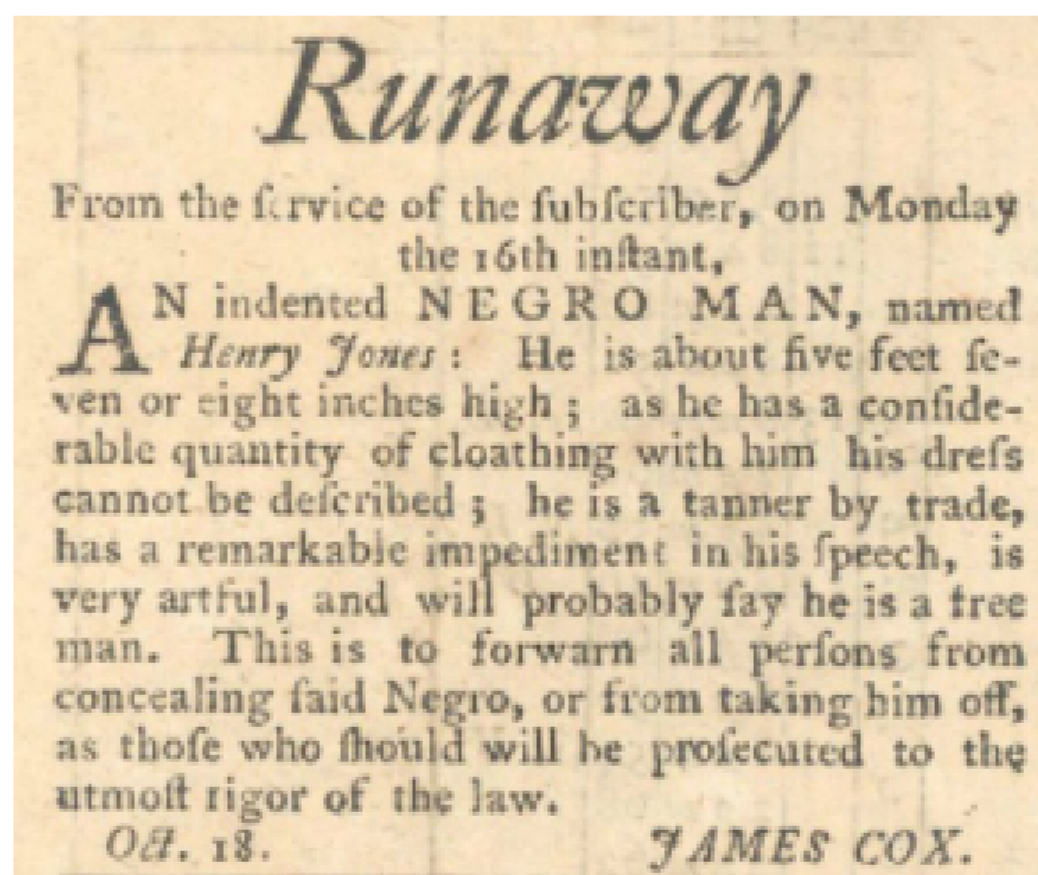 Runaway
From the ſervice of the ſubſcriber, on Monday
the 16th inſtant,
AN indented NEGRO MAN, named
Henry Jones: He is about five feet ſe-
ven or eight inches high; as he has a conſide-
rable quantity of cloathing with him his dreſs
cannot be deſcribed; he is a tanner by trade,
has a remarkable impediment in his ſpeech, is
very artful, and will probably ſay he is a free
man. This is to forwarn all perſons from
concealing ſaid Negro, or from taking him off,
as thoſe who ſhould will be proſecuted to the
utmoſt rigor of the law.
Oct. 18. JAMES COX.